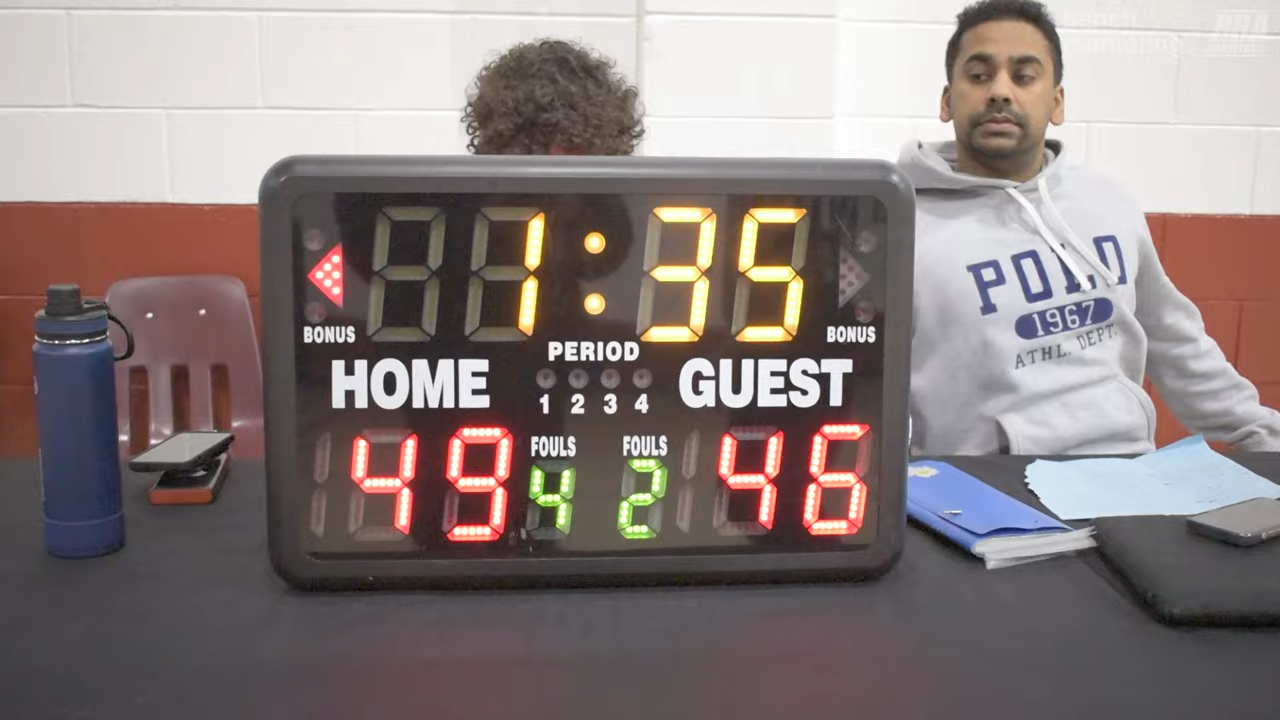 1:35
BONUS
BONUS
PERIOD
HOME
GUEST
1 2 3 4
FOULS
FOULS
49
4
2
46
POLO
1967
ATHL. DEPT.